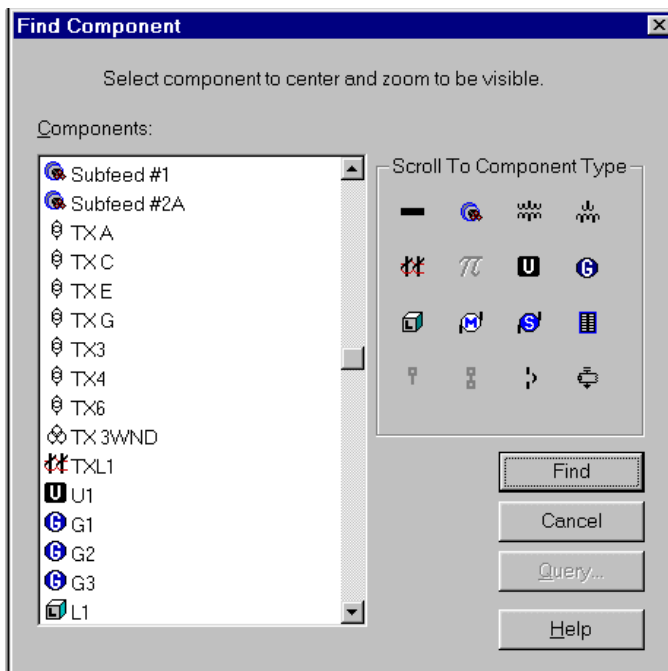 Find Component
Select component to center and zoom to be visible.
Components:
Subfeed #1
Subfeed #2A
TX A
TX C
TX E
TX G
TX3
TX4
TX6
TX 3WND
TXL1
U1
G1
G2
G3
L1
Scroll To Component Type
U G
L M S
Find
Cancel
Query...
Help